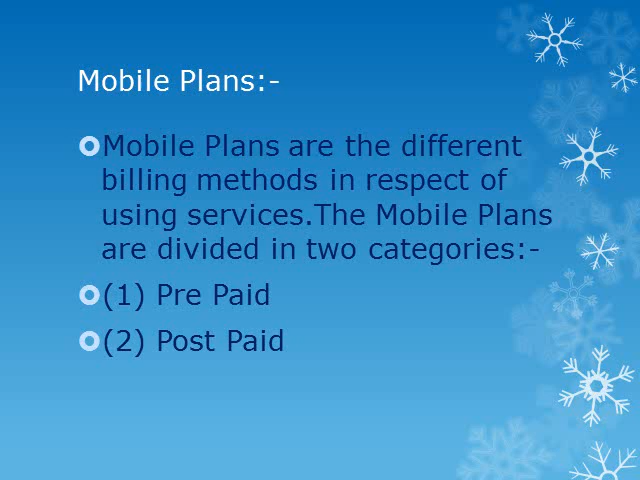 Mobile Plans:-
Mobile Plans are the different
billing methods in respect of
using services.The Mobile Plans
are divided in two categories:-
(1) Pre Paid
(2) Post Paid